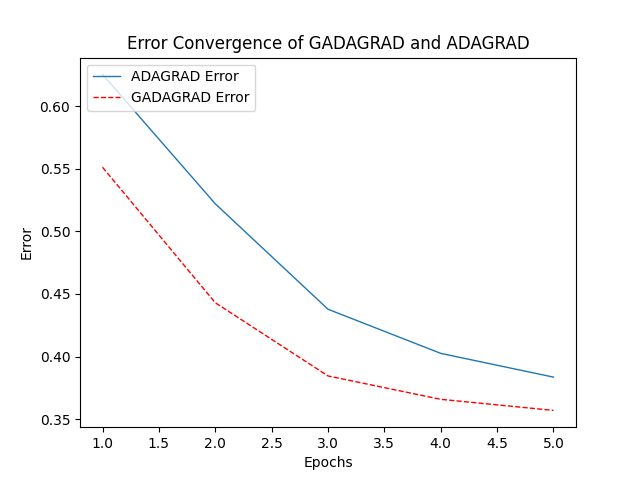 Error Convergence of GADAGRAD and ADAGRAD
ADAGRAD Error
GADAGRAD Error
0.60
0.55
0.50
0.45
0.40
0.35
Error
1.0 1.5 2.0 2.5 3.0 3.5 4.0 4.5 5.0
Epochs